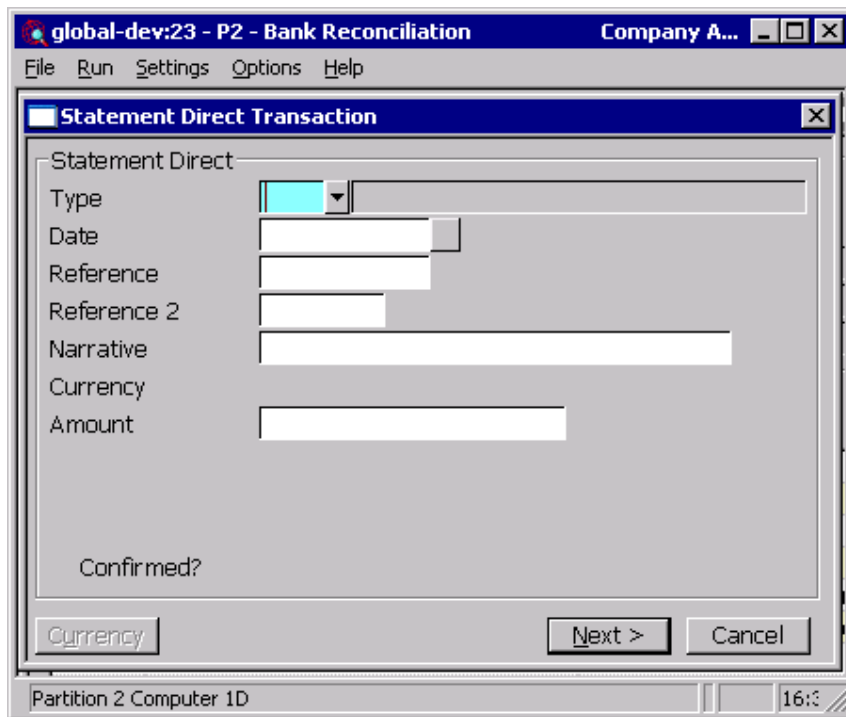 global-dev:23 - P2 - Bank Reconciliation Company A...
File Run Settings Options Help
Statement Direct Transaction
Statement Direct
Type
Date
Reference
Reference 2
Narrative
Currency
Amount
Confirmed?
Currency Next > Cancel
Partition 2 Computer 1D